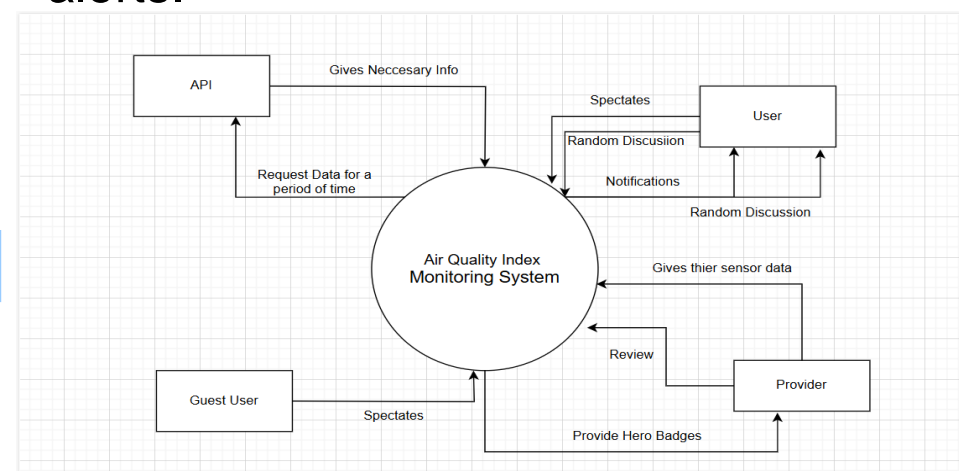 alerts.
API
Gives Neccesary Info
Spectates
User
Random Discusiion
Request Data for a
period of time
Notifications
Random Discussion
Air Quality Index
Monitoring System
Gives thier sensor data
Review
Provider
Guest User
Spectates
Provide Hero Badges